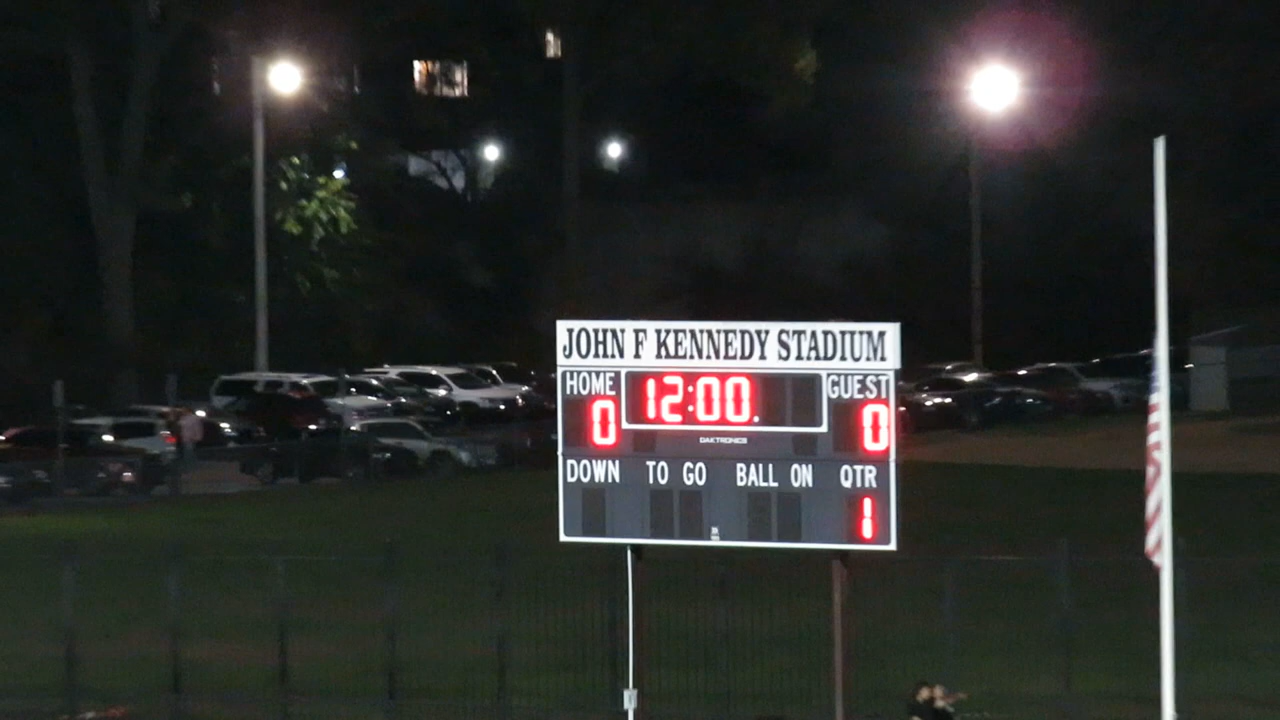 JOHN F KENNEDY STADIUM
HOME 12:00. GUEST
0 0
DAKTRONICS
DOWN TO GO BALL ON QTR
1